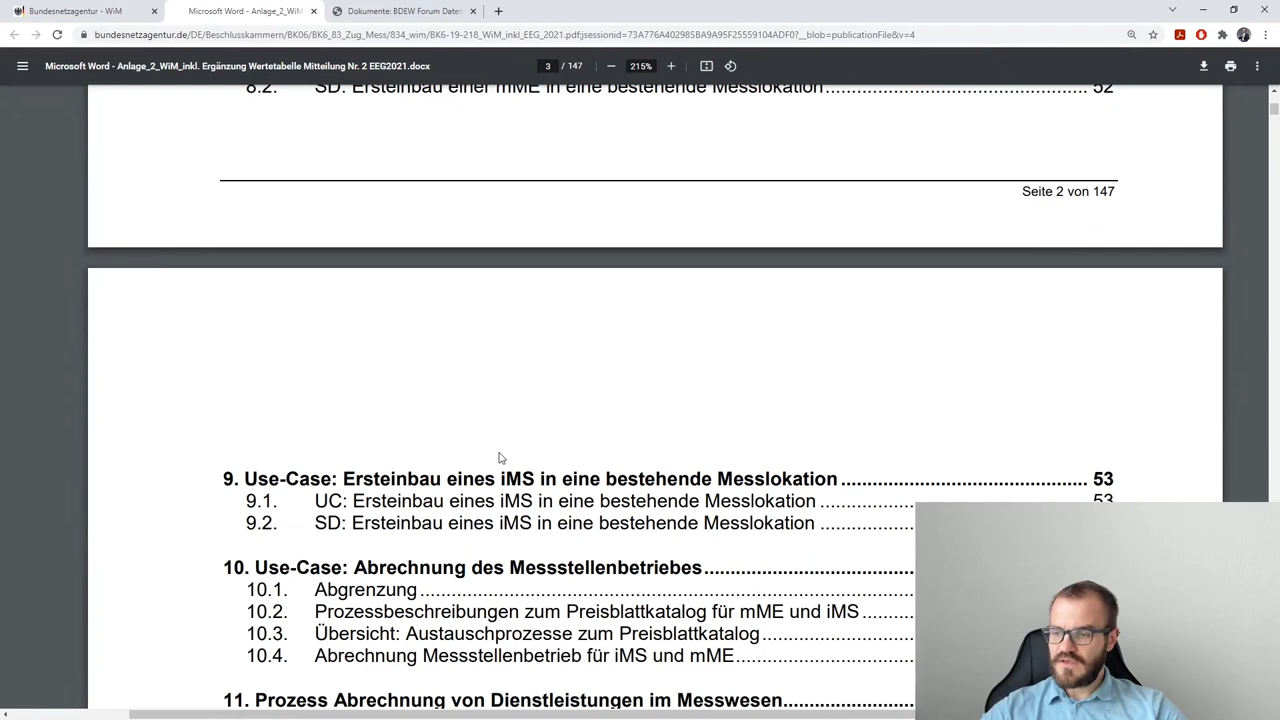 Bundesnetzagentur - WiM
Microsoft Word - Anlage_2_WiM_in
Dokumente: BDEW Forum Daten
bundesnetzagentur.de/DE/Beschlusskammern/BK06/BK6_83_Zug_Mess/834_wim/BK6-19-218_WiM_inkl_EEG_2021.pdf;jsessionid=73A776A402985BA9A95F25559104ADF0?__blob=publicationFile&v=4
Microsoft Word - Anlage_2_WiM_inkl. Ergänzung Wertetabelle Mitteilung Nr. 2 EEG2021.docx
3 / 147
215%
8.2. SD: Ersteinbau einer mME in eine bestehende Messlokation 52
Seite 2 von 147
9. Use-Case: Ersteinbau eines iMS in eine bestehende Messlokation 53
9.1. UC: Ersteinbau eines iMS in eine bestehende Messlokation 53
9.2. SD: Ersteinbau eines iMS in eine bestehende Messlokation
10. Use-Case: Abrechnung des Messstellenbetriebes
10.1. Abgrenzung
10.2. Prozessbeschreibungen zum Preisblattkatalog für mME und iMS
10.3. Übersicht: Austauschprozesse zum Preisblattkatalog
10.4. Abrechnung Messstellenbetrieb für iMS und mME
11. Prozess Abrechnung von Dienstleistungen im Messwesen